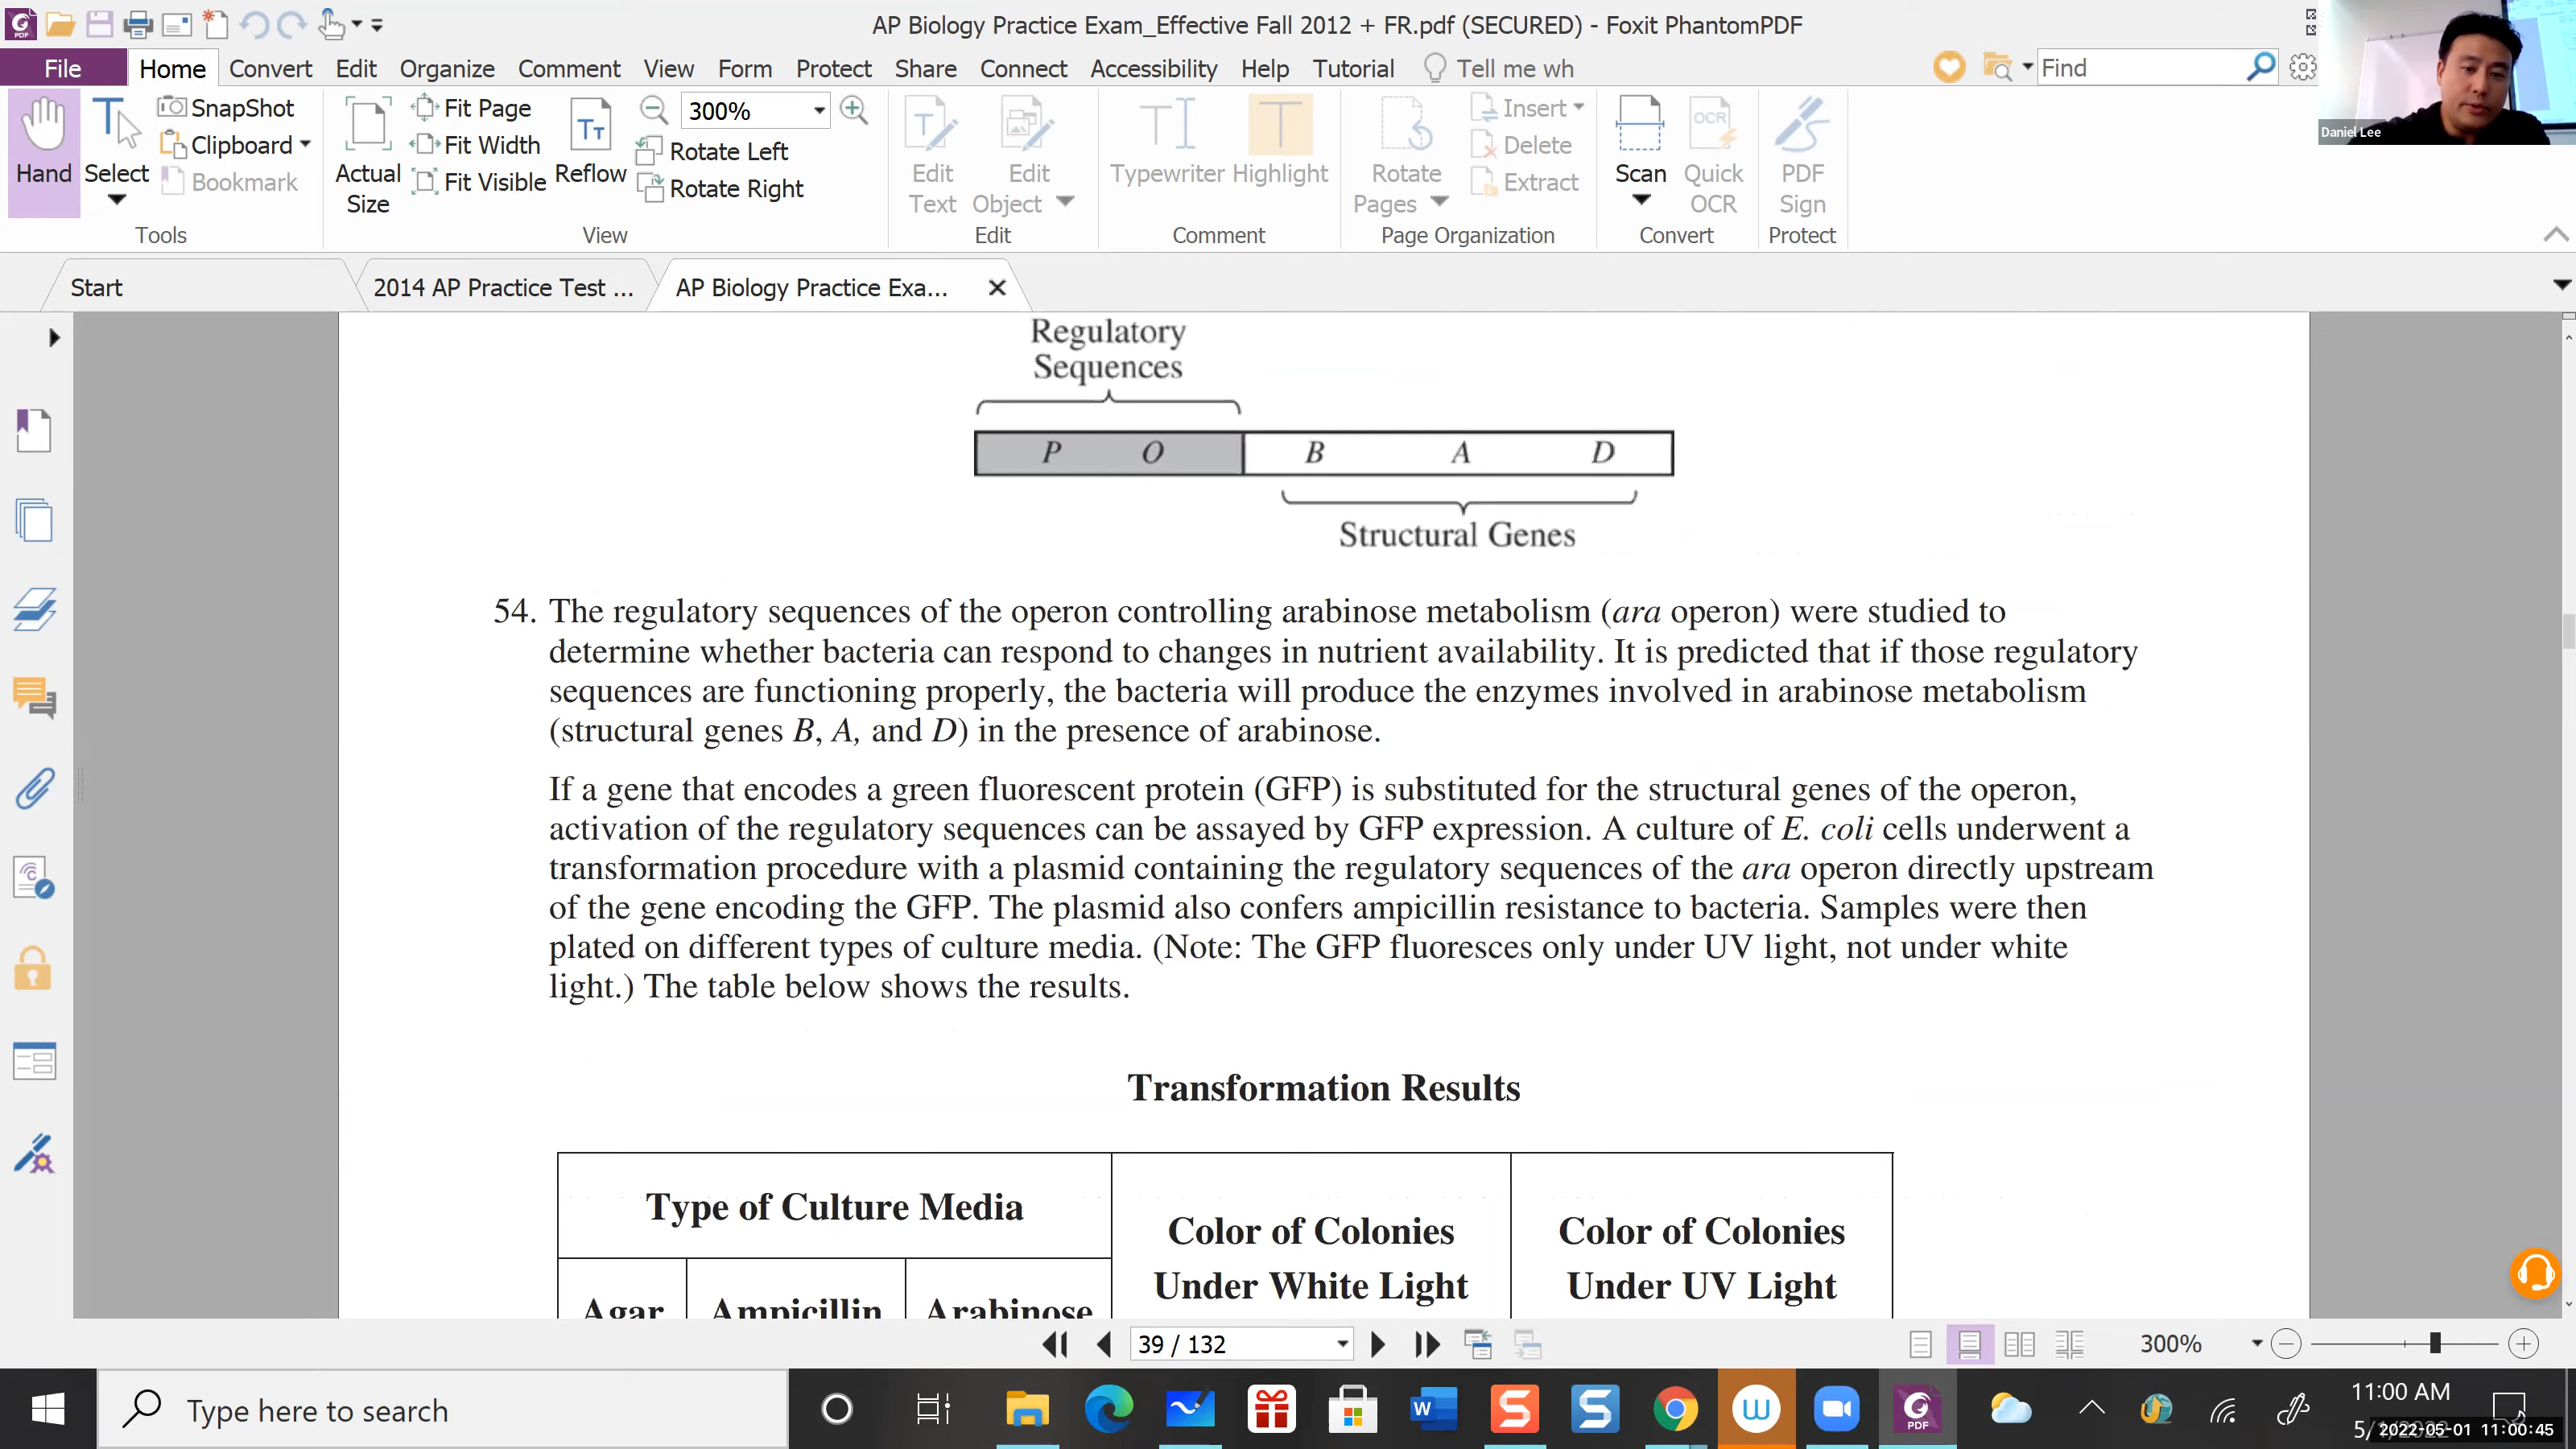 AP Biology Practice Exam_Effective Fall 2012 + FR.pdf (SECURED) - Foxit PhantomPDF
File Home Convert Edit Organize Comment View Form Protect Share Connect Accessibility Help Tutorial Tell me wh Find
Daniel Lee
Hand
Select
SnapShot
Clipboard
Bookmark
Tools
Actual
Size
Fit Page
Fit Width
Fit Visible
Reflow
300%
Rotate Left
Rotate Right
View
Edit
Text
Edit
Object
Edit
Typewriter
Highlight
Comment
Rotate
Pages
Insert
Delete
Extract
Page Organization
Scan
OCR
Quick
OCR
Convert
PDF
Sign
Protect
Start
2014 AP Practice Test ...
AP Biology Practice Exa...
Regulatory
Sequences
P O B A D
Structural Genes
54. The regulatory sequences of the operon controlling arabinose metabolism (ara operon) were studied to
determine whether bacteria can respond to changes in nutrient availability. It is predicted that if those regulatory
sequences are functioning properly, the bacteria will produce the enzymes involved in arabinose metabolism
(structural genes B, A, and D) in the presence of arabinose.
If a gene that encodes a green fluorescent protein (GFP) is substituted for the structural genes of the operon,
activation of the regulatory sequences can be assayed by GFP expression. A culture of E. coli cells underwent a
transformation procedure with a plasmid containing the regulatory sequences of the ara operon directly upstream
of the gene encoding the GFP. The plasmid also confers ampicillin resistance to bacteria. Samples were then
plated on different types of culture media. (Note: The GFP fluoresces only under UV light, not under white
light.) The table below shows the results.
Transformation Results
Type of Culture Media
Color of Colonies
Under White Light
Color of Colonies
Under UV Light
Agar Ampicillin Arabinose
39 / 132
300%
Type here to search
11:00 AM
2022-05-01 11:00:45